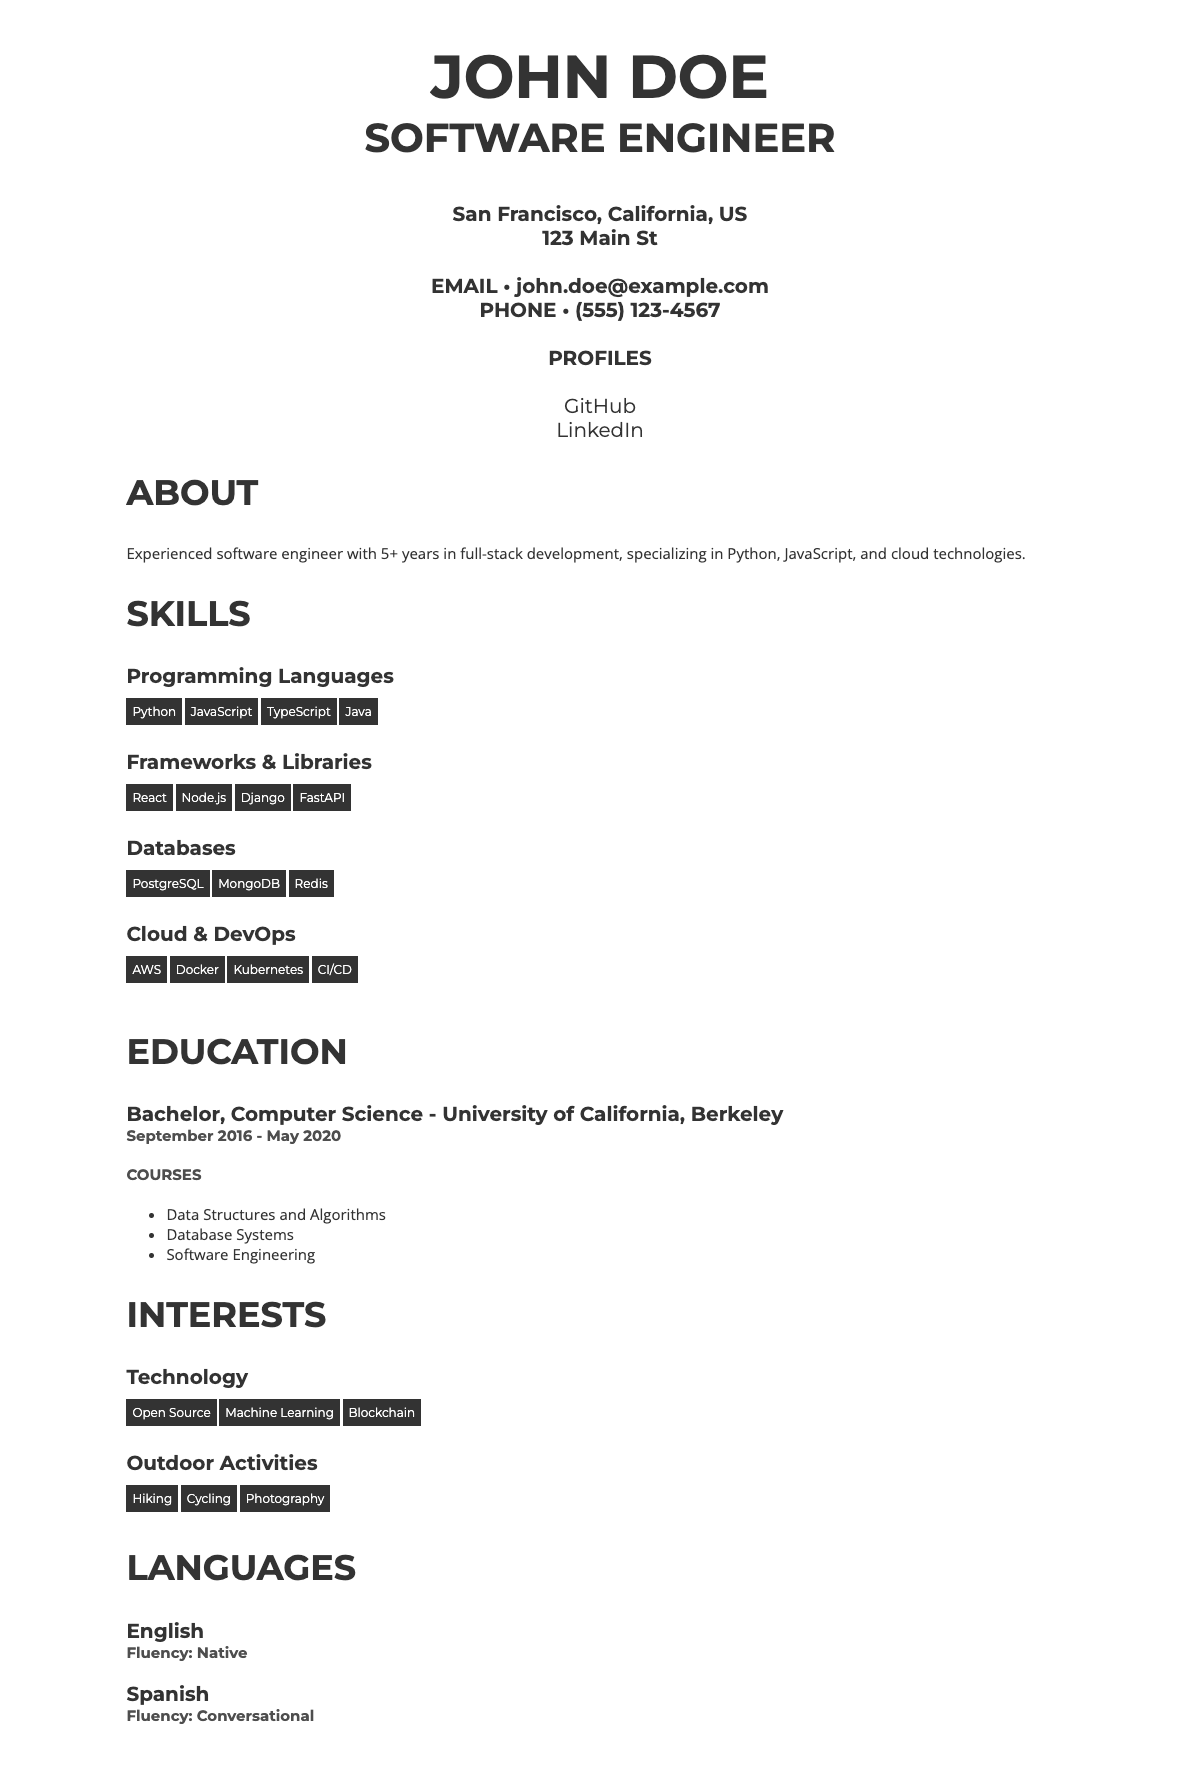 JOHN DOE
SOFTWARE ENGINEER
San Francisco, California, US
123 Main St
EMAIL • john.doe@example.com
PHONE • (555) 123-4567
PROFILES
GitHub
LinkedIn
ABOUT
Experienced software engineer with 5+ years in full-stack development, specializing in Python, JavaScript, and cloud technologies.
SKILLS
Programming Languages
Python JavaScript TypeScript Java
Frameworks & Libraries
React Node.js Django FastAPI
Databases
PostgreSQL MongoDB Redis
Cloud & DevOps
AWS Docker Kubernetes CI/CD
EDUCATION
Bachelor, Computer Science - University of California, Berkeley
September 2016 - May 2020
COURSES
• Data Structures and Algorithms
• Database Systems
• Software Engineering
INTERESTS
Technology
Open Source Machine Learning Blockchain
Outdoor Activities
Hiking Cycling Photography
LANGUAGES
English
Fluency: Native
Spanish
Fluency: Conversational